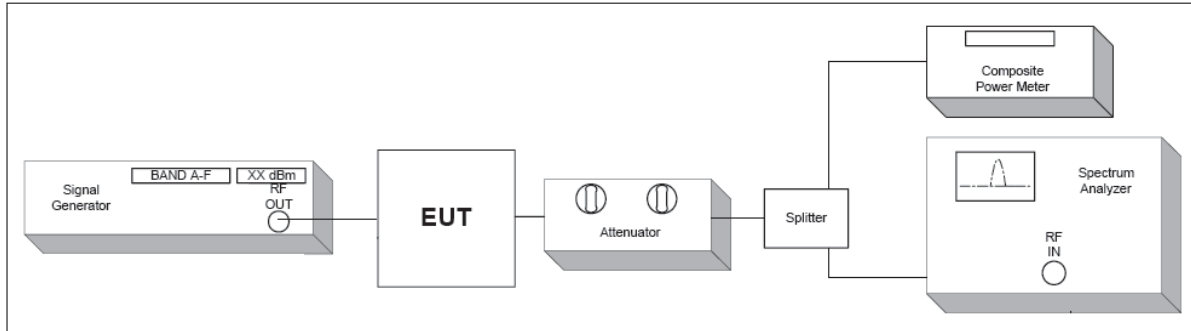 Signal
Generator
BAND A-F
XX dBm
RF
OUT
EUT
Attenuator
Splitter
Composite
Power Meter
Spectrum
Analyzer
RF
IN